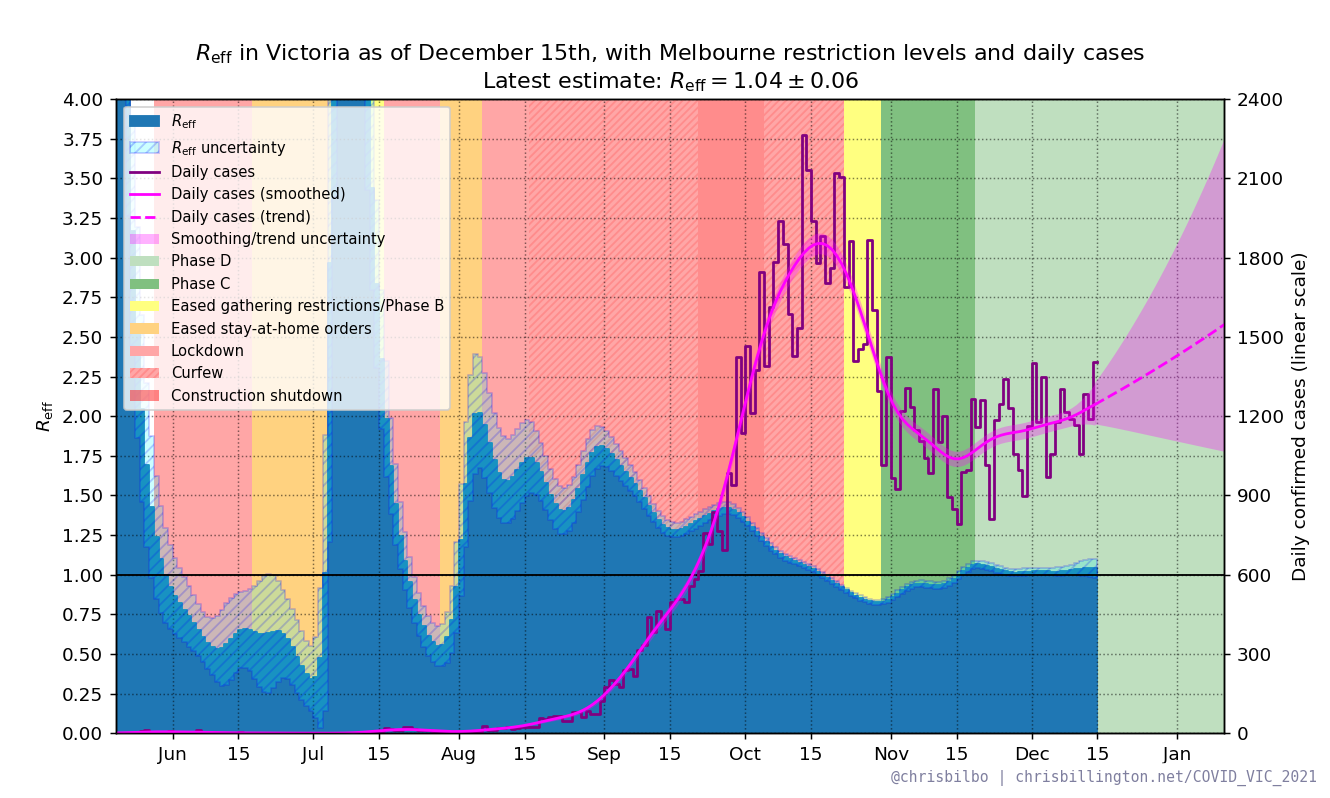 R_eff in Victoria as of December 15th, with Melbourne restriction levels and daily cases
Latest estimate: R_eff = 1.04 ± 0.06
R_eff
R_eff uncertainty
Daily cases
Daily cases (smoothed)
Daily cases (trend)
Smoothing/trend uncertainty
Phase D
Phase C
Eased gathering restrictions/Phase B
Eased stay-at-home orders
Lockdown
Curfew
Construction shutdown
4.00
3.75
3.50
3.25
3.00
2.75
2.50
2.25
2.00
1.75
1.50
1.25
1.00
0.75
0.50
0.25
0.00
R_eff
2400
2100
1800
1500
1200
900
600
300
0
Daily confirmed cases (linear scale)
Jun 15 Jul 15 Aug 15 Sep 15 Oct 15 Nov 15 Dec 15 Jan
@chrisbilbo | chrisbillington.net/COVID_VIC_2021